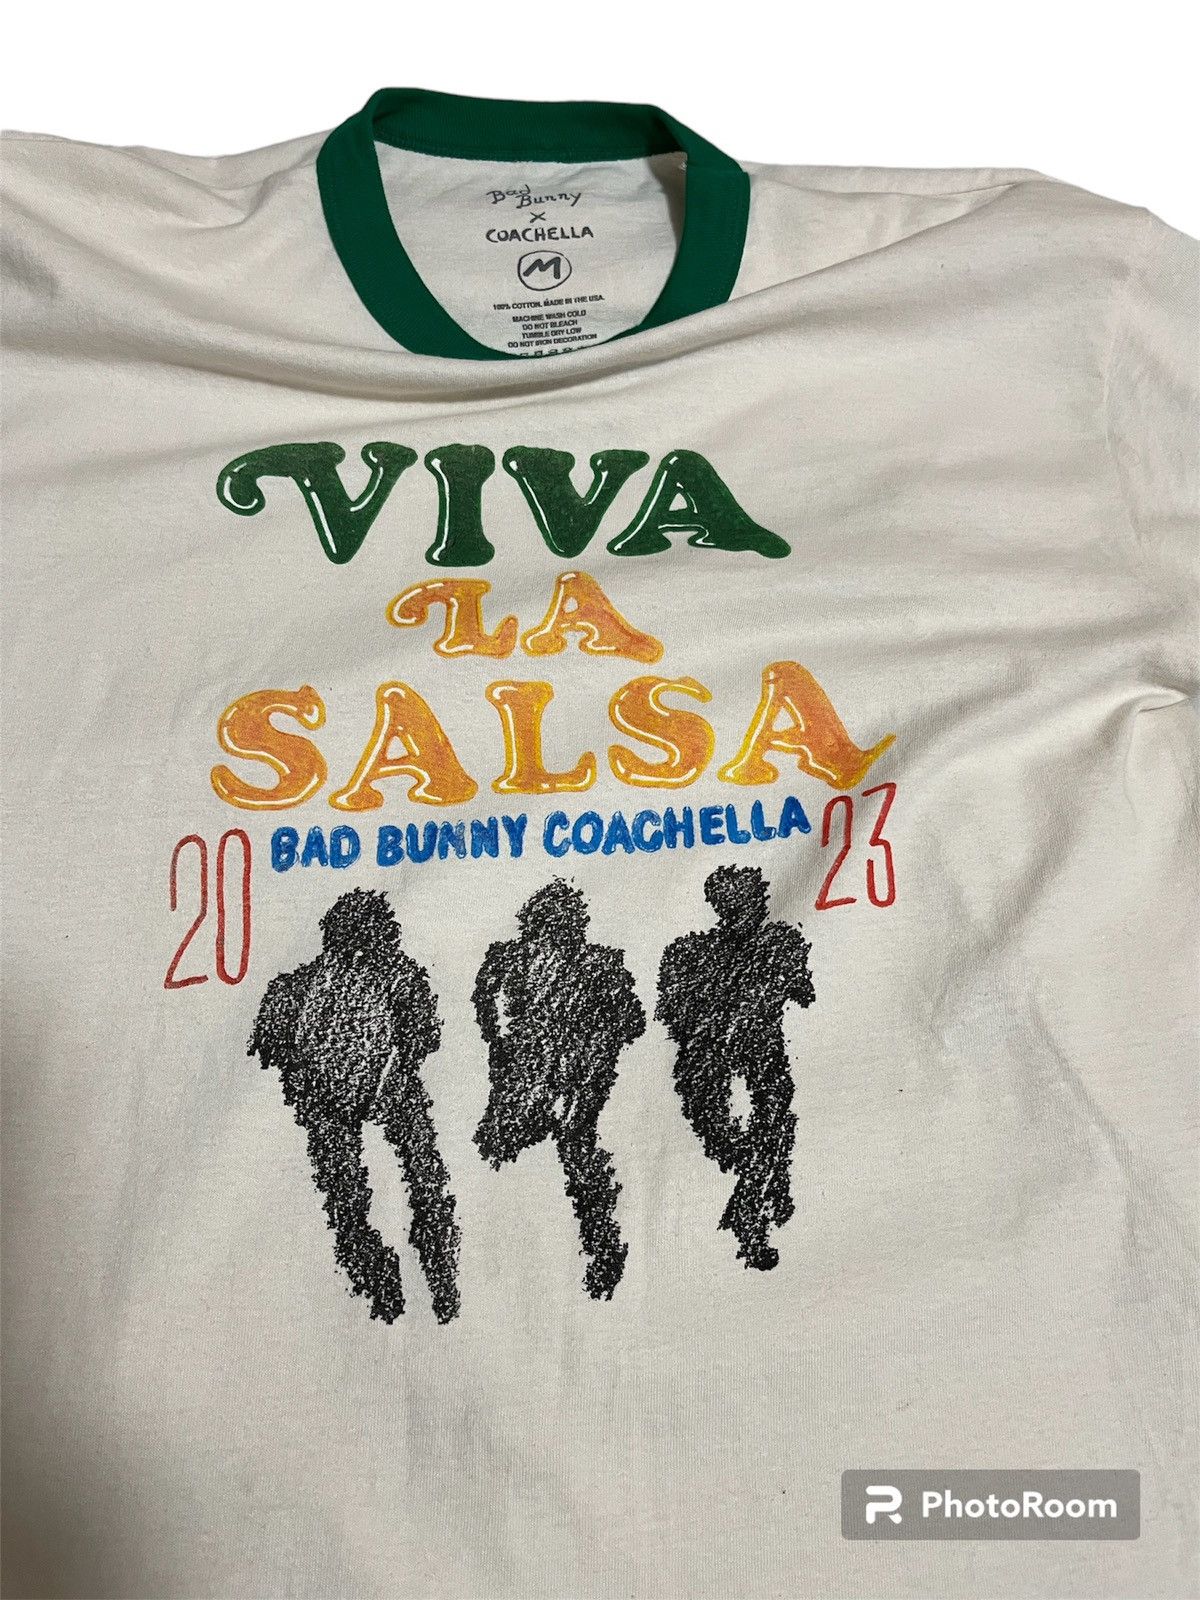 Bad
Bunny
X
COACHELLA
M
100% COTTON. MADE IN THE USA.
MACHINE WASH COLD
DO NOT BLEACH
TUMBLE DRY LOW
DO NOT IRON DECORATION
VIVA
LA
SALSA
20 BAD BUNNY COACHELLA 23
PhotoRoom